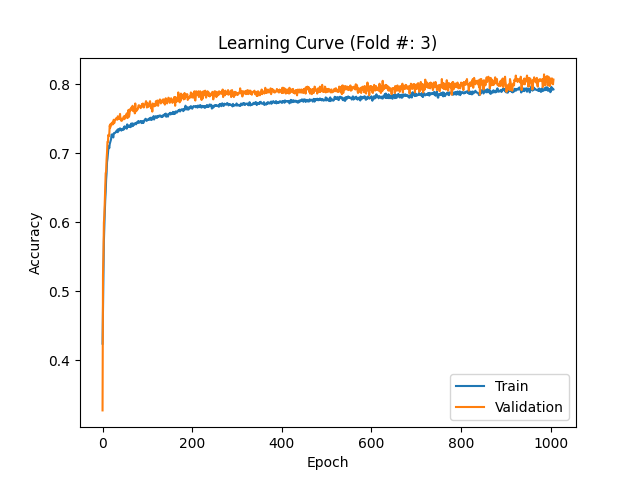 Learning Curve (Fold #: 3)
Accuracy
0.8
0.7
0.6
0.5
0.4
0 200 400 600 800 1000
Epoch
Train
Validation